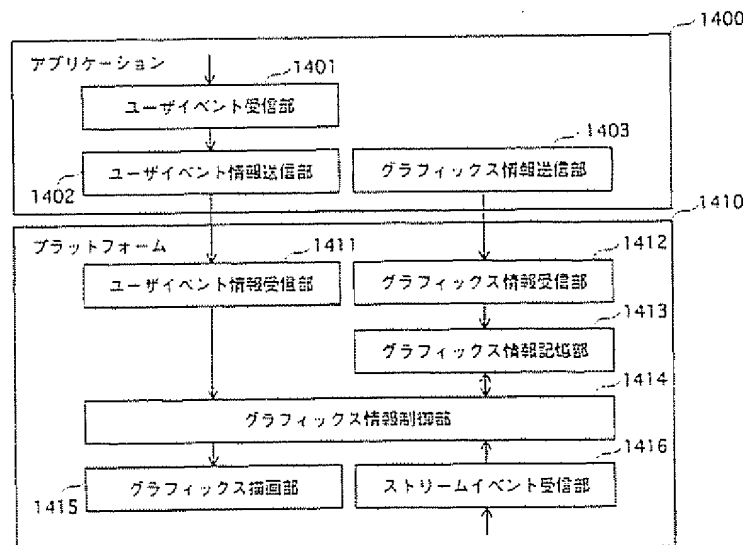 1400
アプリケーション
1401
ユーザイベント受信部
1403
ユーザイベント情報送信部
グラフィックス情報送信部
1402
1410
プラットフォーム
1411
1412
ユーザイベント情報受信部
グラフィックス情報受信部
1413
グラフィックス情報記憶部
1414
グラフィックス情報制御部
1416
グラフィックス描画部
ストリームイベント受信部
1415